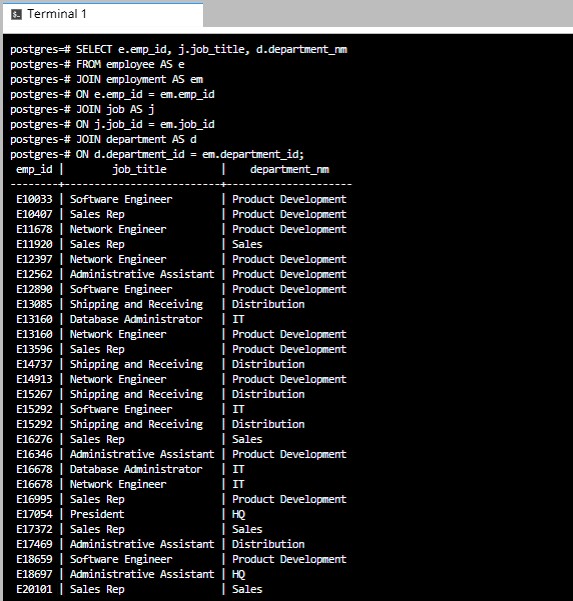 Terminal 1
postgres=# SELECT e.emp_id, j.job_title, d.department_nm
postgres-# FROM employee AS e
postgres-# JOIN employment AS em
postgres-# ON e.emp_id = em.emp_id
postgres-# JOIN job AS j
postgres-# ON j.job_id = em.job_id
postgres-# JOIN department AS d
postgres-# ON d.department_id = em.department_id;
 emp_id |        job_title         |    department_nm
--------+--------------------------+---------------------
 E10033 | Software Engineer        | Product Development
 E10407 | Sales Rep                | Product Development
 E11678 | Network Engineer         | Product Development
 E11920 | Sales Rep                | Sales
 E12397 | Network Engineer         | Product Development
 E12562 | Administrative Assistant | Product Development
 E12890 | Software Engineer        | Product Development
 E13085 | Shipping and Receiving   | Distribution
 E13160 | Database Administrator   | IT
 E13160 | Network Engineer         | Product Development
 E13596 | Sales Rep                | Product Development
 E14737 | Shipping and Receiving   | Distribution
 E14913 | Network Engineer         | Product Development
 E15267 | Shipping and Receiving   | Distribution
 E15292 | Software Engineer        | IT
 E15292 | Shipping and Receiving   | Distribution
 E16276 | Sales Rep                | Sales
 E16346 | Administrative Assistant | Product Development
 E16678 | Database Administrator   | IT
 E16678 | Network Engineer         | IT
 E16995 | Sales Rep                | Product Development
 E17054 | President                | HQ
 E17372 | Sales Rep                | Sales
 E17469 | Administrative Assistant | Distribution
 E18659 | Software Engineer        | Product Development
 E18697 | Administrative Assistant | HQ
 E20101 | Sales Rep                | Sales